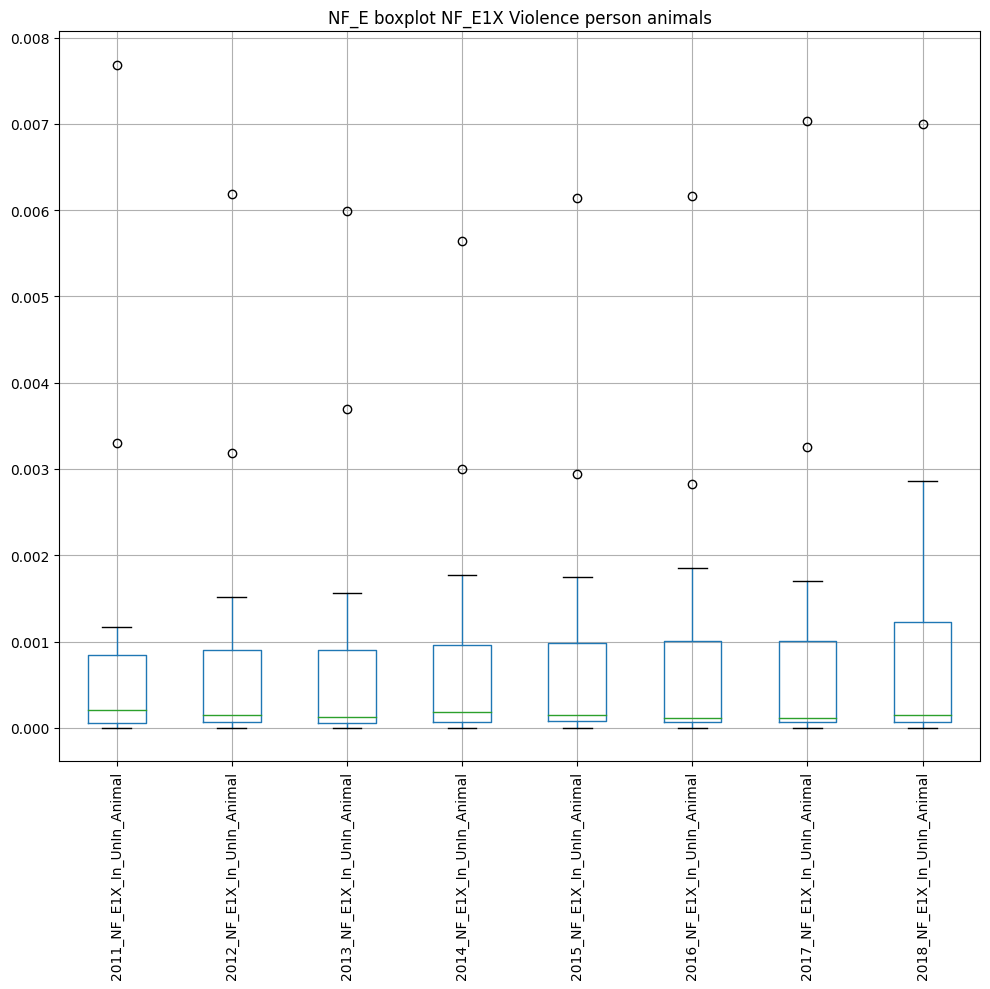 NF_E boxplot NF_E1X Violence person animals
0.008
0.007
0.006
0.005
0.004
0.003
0.002
0.001
0.000
2011_NF_E1X_In_UnIn_Animal
2012_NF_E1X_In_UnIn_Animal
2013_NF_E1X_In_UnIn_Animal
2014_NF_E1X_In_UnIn_Animal
2015_NF_E1X_In_UnIn_Animal
2016_NF_E1X_In_UnIn_Animal
2017_NF_E1X_In_UnIn_Animal
2018_NF_E1X_In_UnIn_Animal